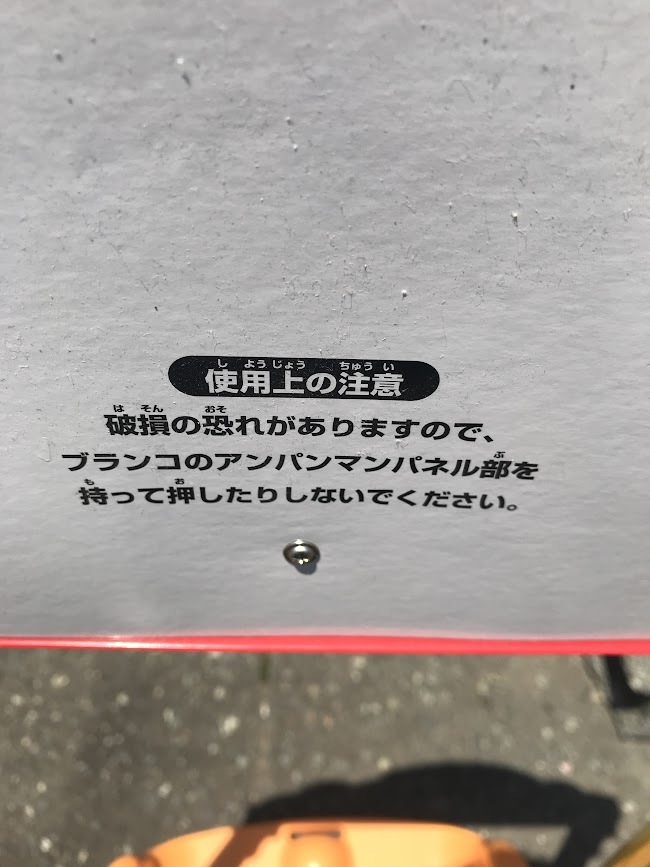 使用上の注意
破損の恐れがありますので、
ブランコのアンパンマンパネル部を
持って押したりしないでください。